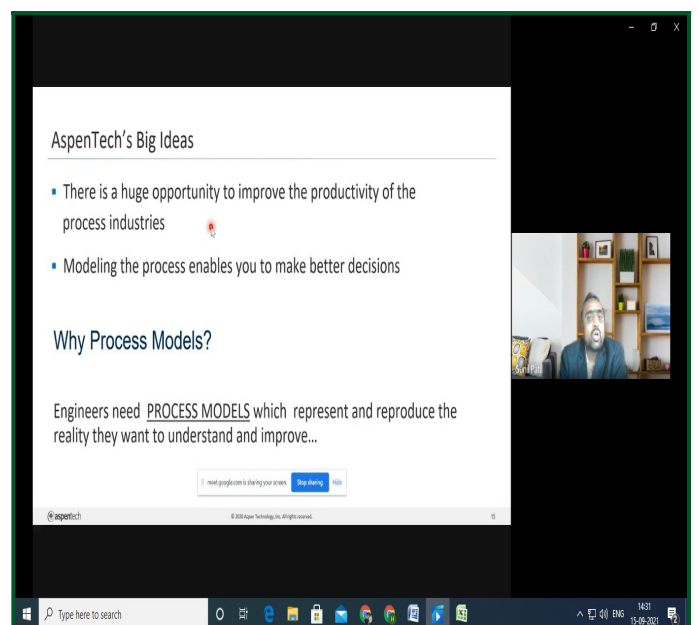 AspenTech's Big Ideas
▪ There is a huge opportunity to improve the productivity of the
process industries
▪ Modeling the process enables you to make better decisions
Why Process Models?
Engineers need PROCESS MODELS which represent and reproduce the
reality they want to understand and improve...
meet.google.com is sharing your screen. Stop sharing Hide
aspentech © 2020 Aspen Technology, Inc. All rights reserved. 15
Sunil Patil
Type here to search
ENG
14:31
15-09-2021
2